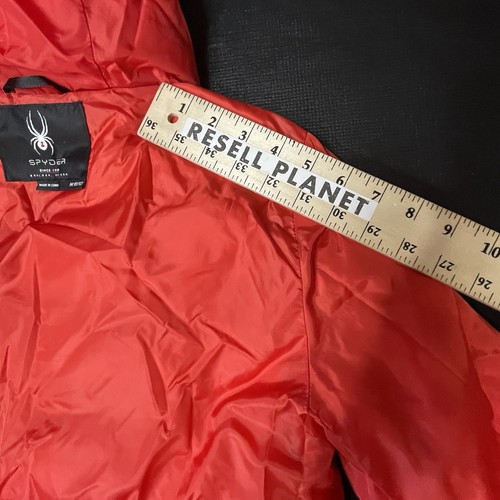 1 2 3 4 5 6 7 8 9 10
36 35 34 33 32 31 30 29 28 27 26
RESELL PLANET
SPYDER
MADE IN CHINA